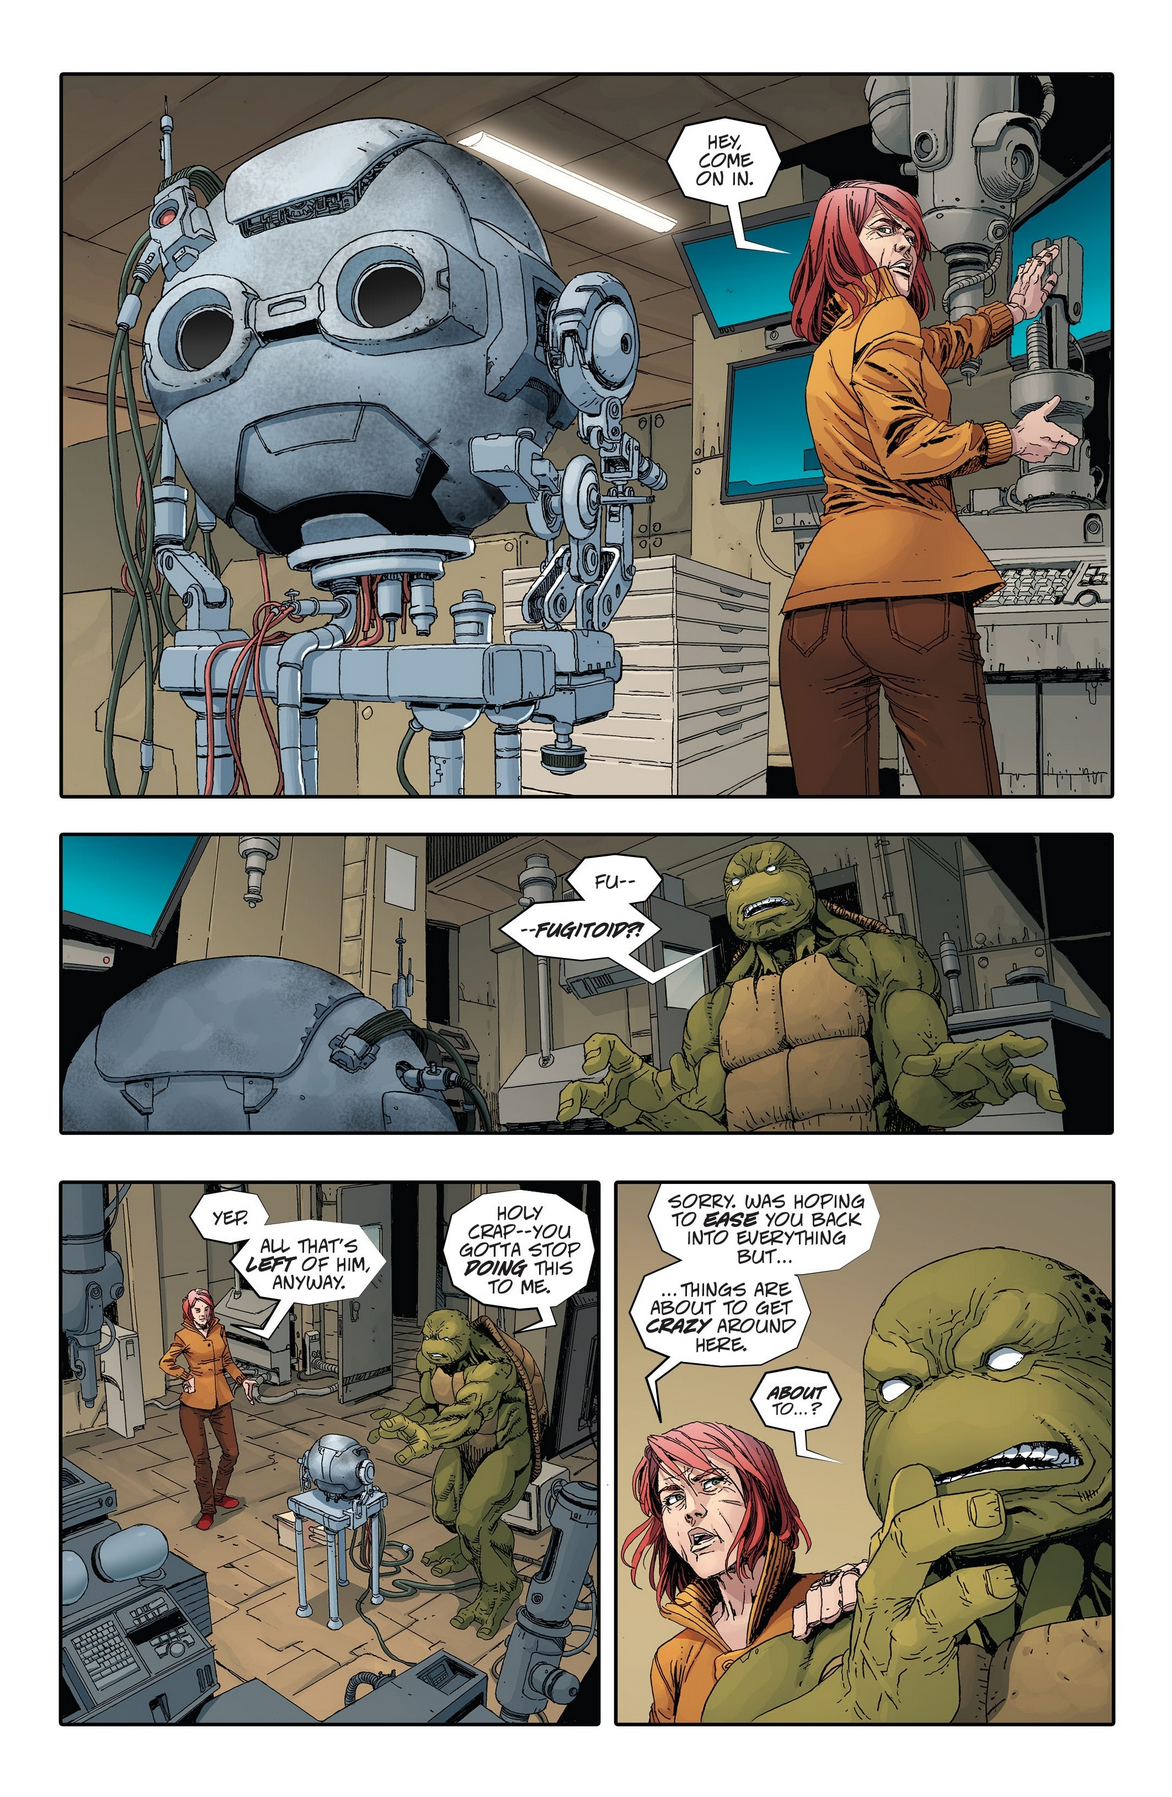 HEY,
COME
ON IN.
FU--
--FUGITOID?!
YEP.
ALL THAT'S
LEFT OF HIM,
ANYWAY.
HOLY
CRAP--YOU
GOTTA STOP
DOING THIS
TO ME.
SORRY. WAS HOPING
TO EASE YOU BACK
INTO EVERYTHING
BUT...
...THINGS ARE
ABOUT TO GET
CRAZY AROUND
HERE.
ABOUT
TO...?